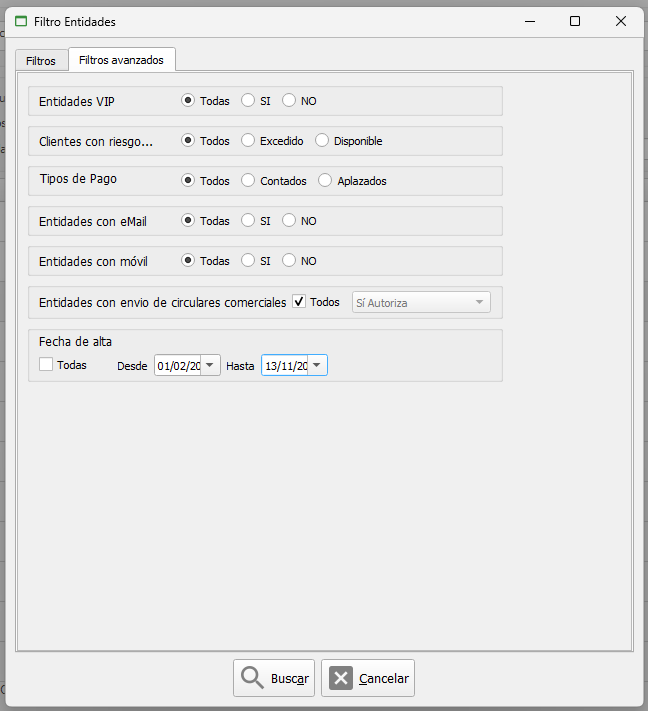 Filtro Entidades
Filtros
Filtros avanzados
Entidades VIP Todas SI NO
Clientes con riesgo... Todos Excedido Disponible
Tipos de Pago Todos Contados Aplazados
Entidades con eMail Todas SI NO
Entidades con móvil Todas SI NO
Entidades con envio de circulares comerciales Todos Sí Autoriza
Fecha de alta
Todas Desde 01/02/20 Hasta 13/11/20
Buscar Cancelar